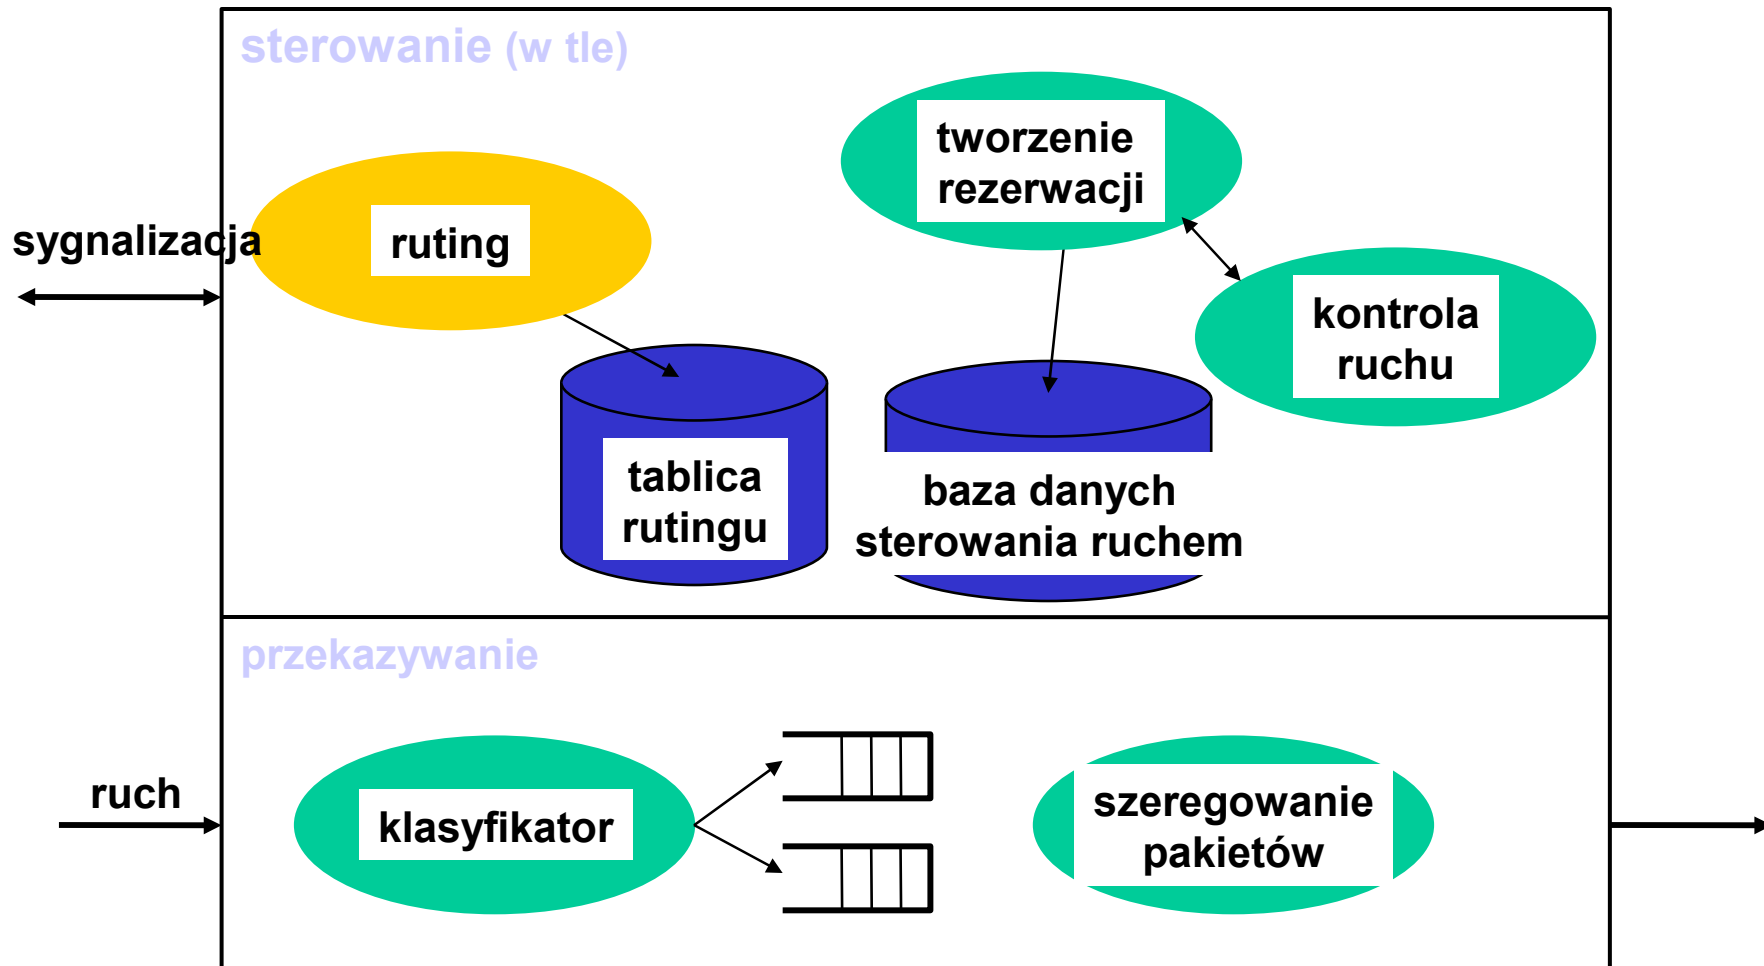 sterowanie (w tle)
tworzenie
rezerwacji
sygnalizacja
ruting
kontrola
ruchu
tablica
rutingu
baza danych
sterowania ruchem
przekazywanie
ruch
klasyfikator
szeregowanie
pakietów